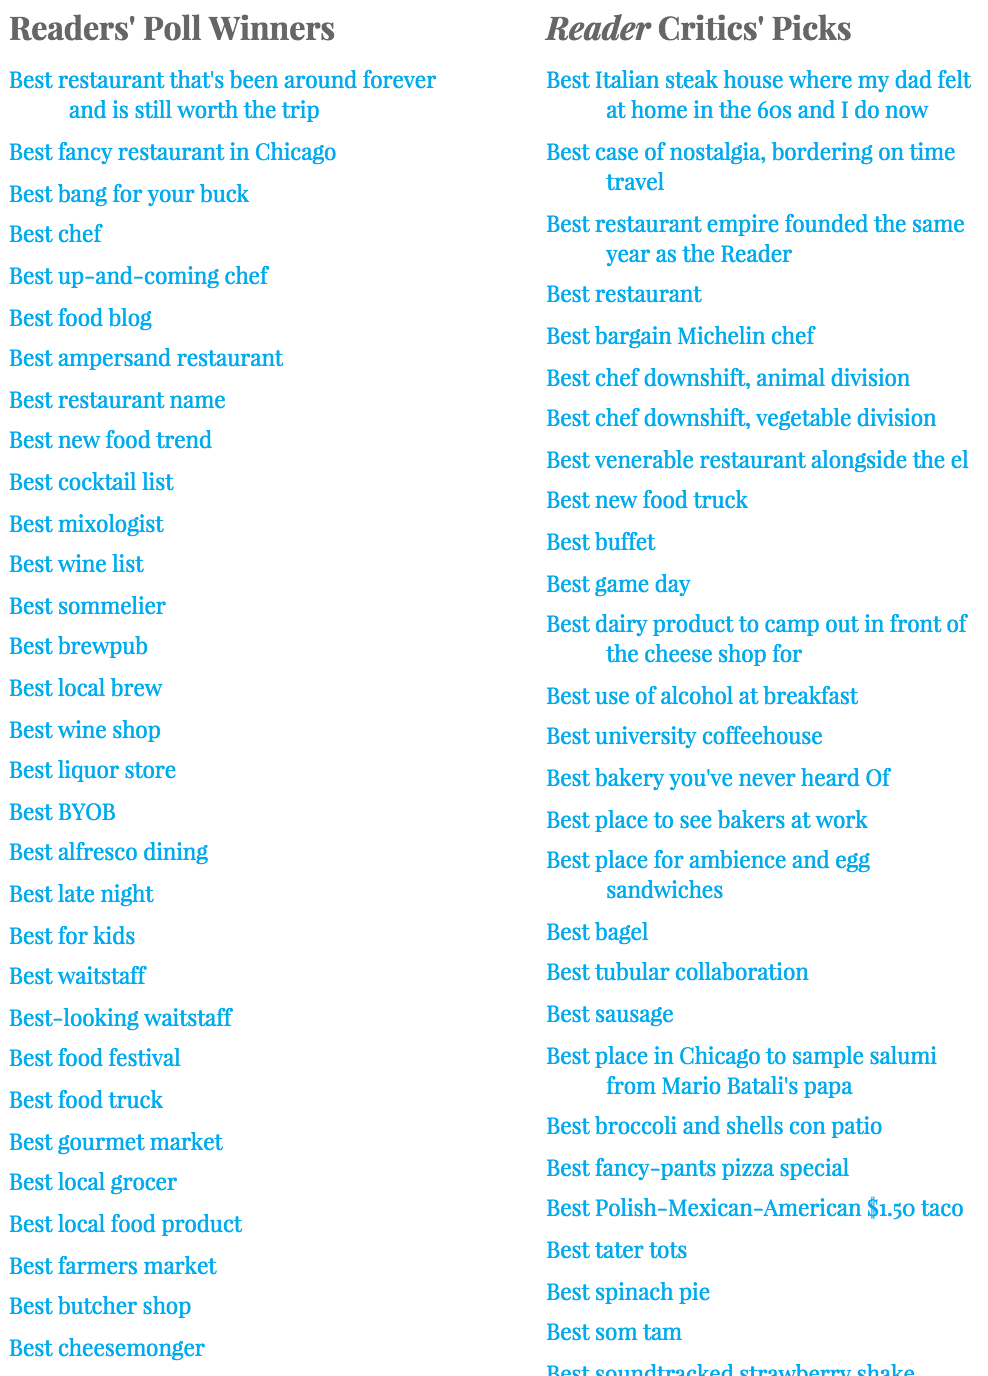 Readers' Poll Winners
Best restaurant that's been around forever
and is still worth the trip
Best fancy restaurant in Chicago
Best bang for your buck
Best chef
Best up-and-coming chef
Best food blog
Best ampersand restaurant
Best restaurant name
Best new food trend
Best cocktail list
Best mixologist
Best wine list
Best sommelier
Best brewpub
Best local brew
Best wine shop
Best liquor store
Best BYOB
Best alfresco dining
Best late night
Best for kids
Best waitstaff
Best-looking waitstaff
Best food festival
Best food truck
Best gourmet market
Best local grocer
Best local food product
Best farmers market
Best butcher shop
Best cheesemonger
Reader Critics' Picks
Best Italian steak house where my dad felt
at home in the 60s and I do now
Best case of nostalgia, bordering on time
travel
Best restaurant empire founded the same
year as the Reader
Best restaurant
Best bargain Michelin chef
Best chef downshift, animal division
Best chef downshift, vegetable division
Best venerable restaurant alongside the el
Best new food truck
Best buffet
Best game day
Best dairy product to camp out in front of
the cheese shop for
Best use of alcohol at breakfast
Best university coffeehouse
Best bakery you've never heard Of
Best place to see bakers at work
Best place for ambience and egg
sandwiches
Best bagel
Best tubular collaboration
Best sausage
Best place in Chicago to sample salumi
from Mario Batali's papa
Best broccoli and shells con patio
Best fancy-pants pizza special
Best Polish-Mexican-American $1.50 taco
Best tater tots
Best spinach pie
Best som tam
Best soundtracked strawberry shake